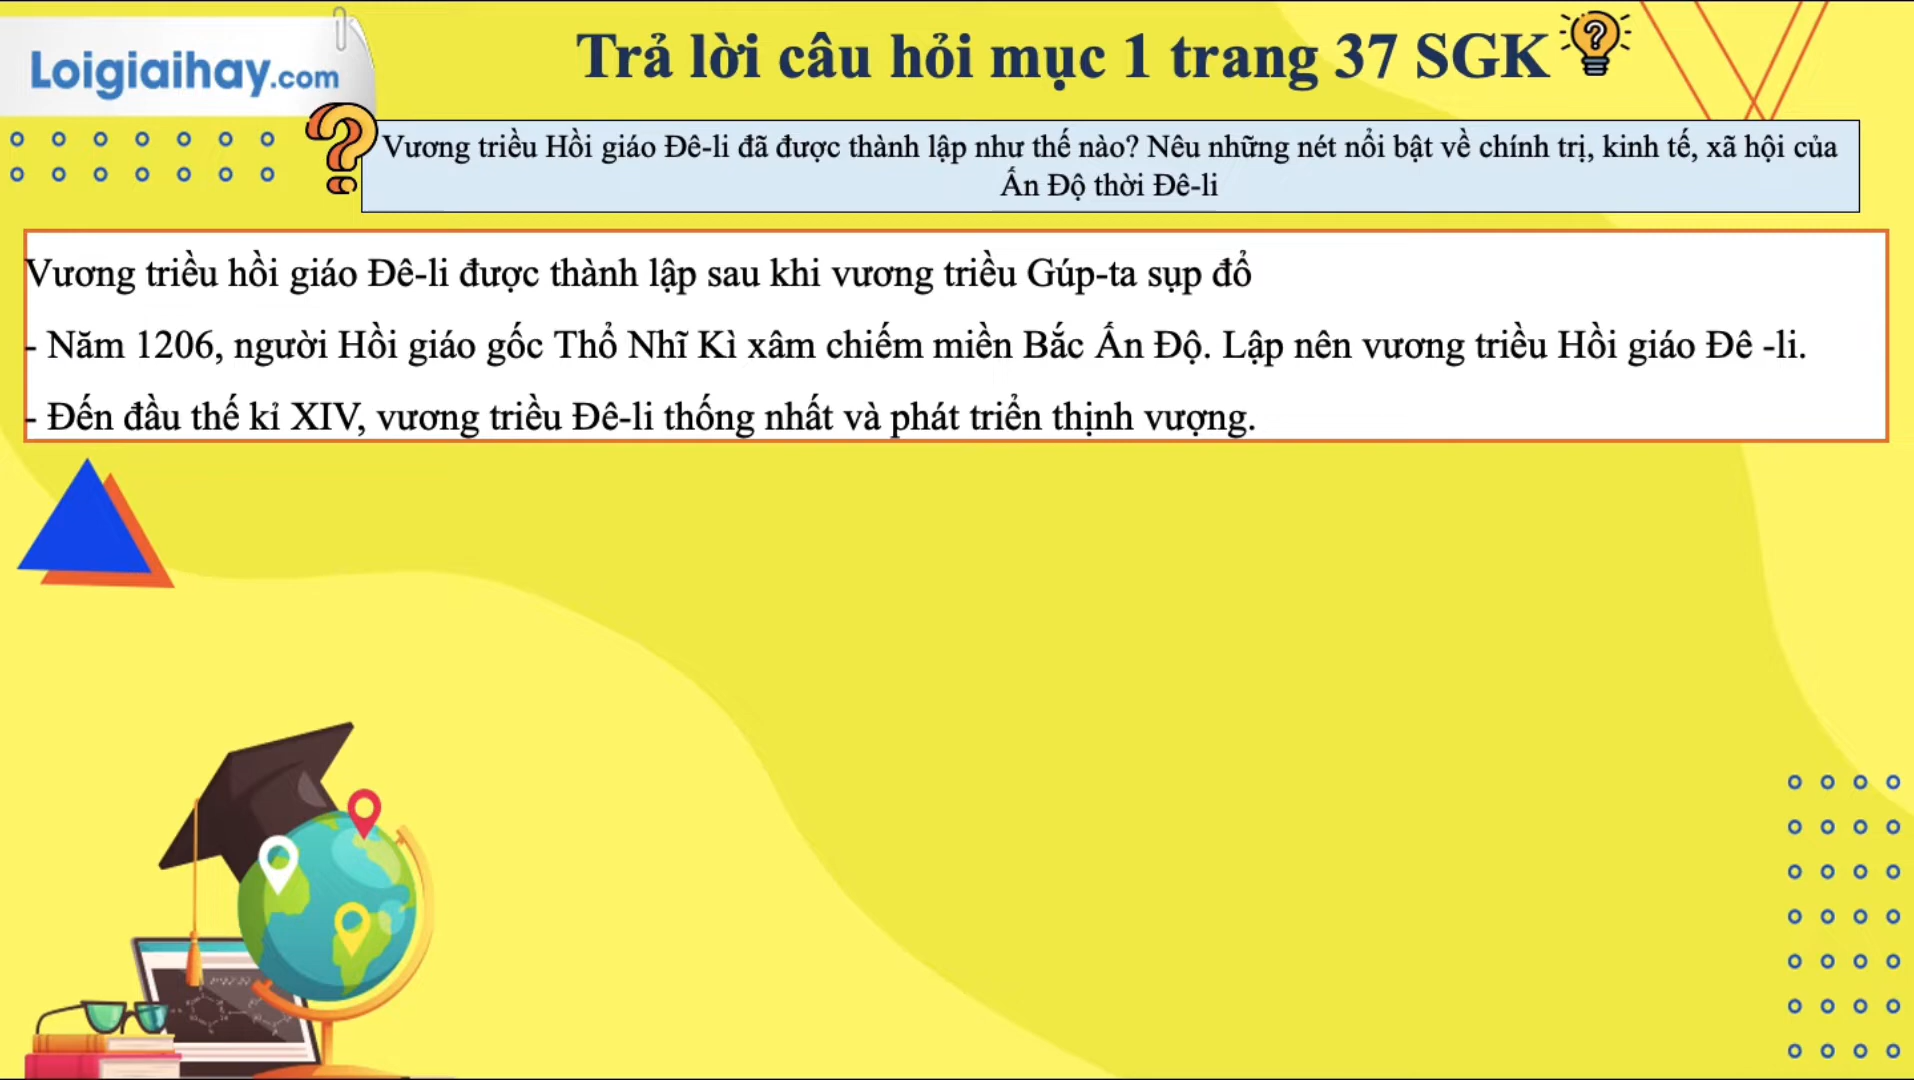 Loigiaihay.com
Trả lời câu hỏi mục 1 trang 37 SGK
Vương triều Hồi giáo Đê-li đã được thành lập như thế nào? Nêu những nét nổi bật về chính trị, kinh tế, xã hội của
Ấn Độ thời Đê-li
Vương triều hồi giáo Đê-li được thành lập sau khi vương triều Gúp-ta sụp đổ
- Năm 1206, người Hồi giáo gốc Thổ Nhĩ Kì xâm chiếm miền Bắc Ấn Độ. Lập nên vương triều Hồi giáo Đê -li.
- Đến đầu thế kỉ XIV, vương triều Đê-li thống nhất và phát triển thịnh vượng.